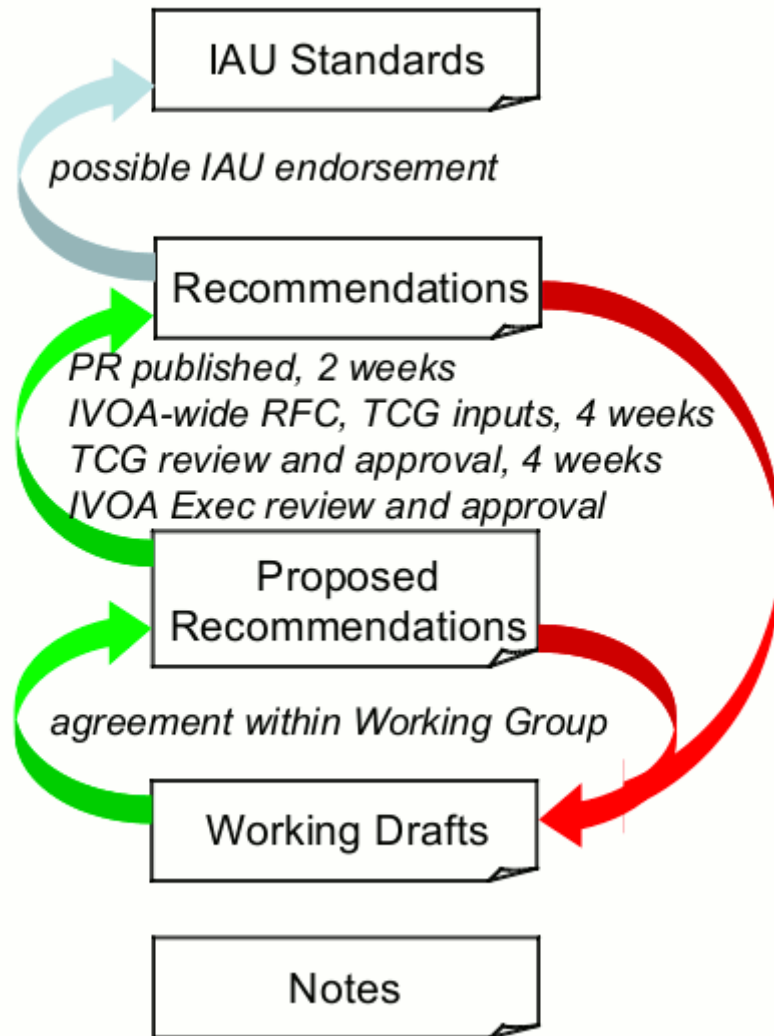 IAU Standards
possible IAU endorsement
Recommendations
PR published, 2 weeks
IVOA-wide RFC, TCG inputs, 4 weeks
TCG review and approval, 4 weeks
IVOA Exec review and approval
Proposed
Recommendations
agreement within Working Group
Working Drafts
Notes